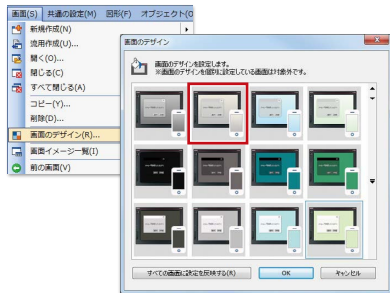 画面(S) 共通の設定(M) 図形(F) オブジェクト(O
新規作成(N)
流用作成(U)...
開く(O)...
閉じる(C)
すべて閉じる(A)
コピー(Y)...
削除(D)...
画面のデザイン(R)...
画面イメージ一覧(I)
前の画面(V)
画面のデザイン
画面のデザインを設定します。
※画面のデザインを個別に設定している画面は対象外です。
すべての画面に設定を反映する(R)
OK
キャンセル